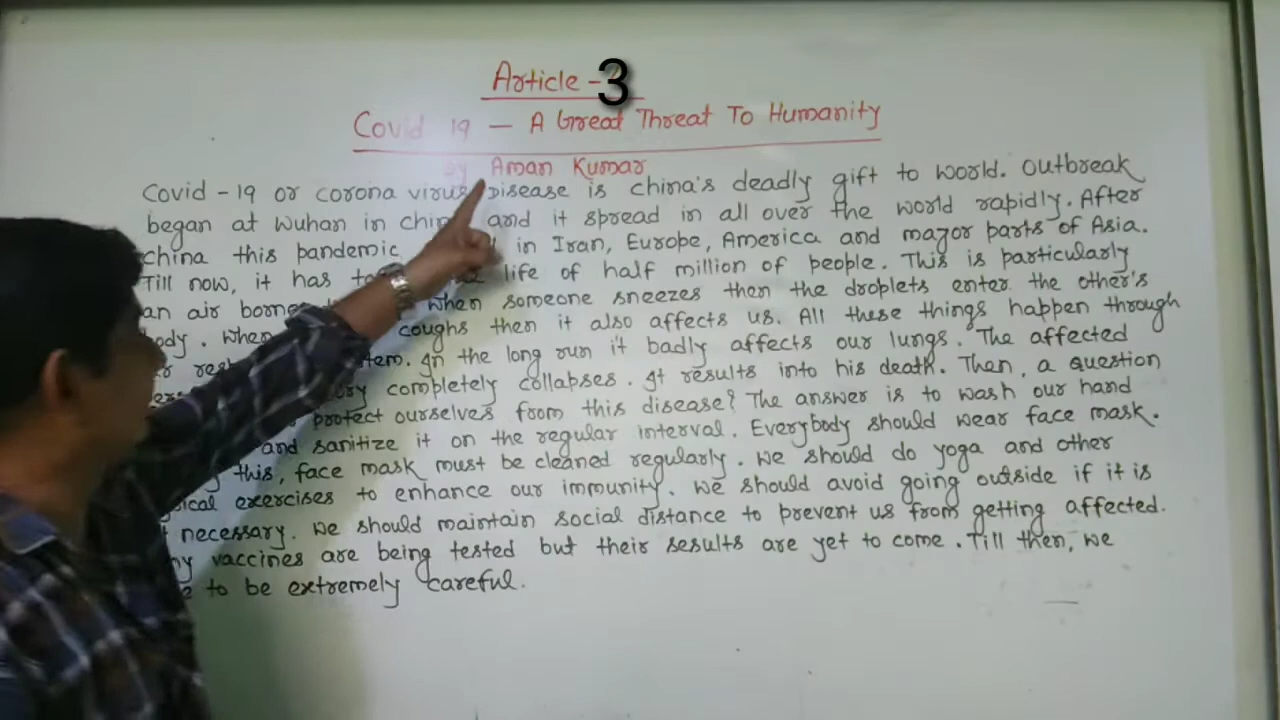 Article - 3
Covid 19 – A Great Threat To Humanity
by Aman Kumar
Covid - 19 or corona virus Disease is china's deadly gift to world. Outbreak
began at Wuhan in chin and it spread in all over the world rapidly. After
china this pandemic in Iran, Europe, America and major parts of Asia.
Till now, it has life of half million of people. This is particularly
an air borne when someone sneezes then the droplets enter the other's
ody. When coughs then it also affects us. All these things happen through
r res tem. In the long run it badly affects our lungs. The affected
ory completely collapses. It results into his death. Then, a question
protect ourselves from this disease? The answer is to wash our hand
and sanitize it on the regular interval. Everybody should wear face mask.
this, face mask must be cleaned regularly. We should do yoga and other
sical exercises to enhance our immunity. We should avoid going outside if it is
t necessary. We should maintain social distance to prevent us from getting affected.
ny vaccines are being tested but their sesults are yet to come. Till then, we
e to be extremely careful.